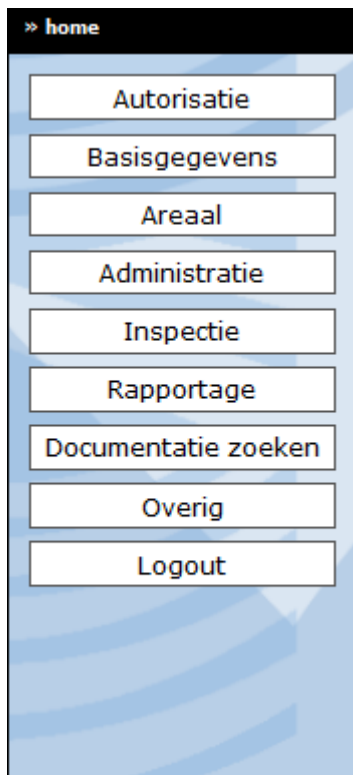 » home
Autorisatie
Basisgegevens
Areaal
Administratie
Inspectie
Rapportage
Documentatie zoeken
Overig
Logout